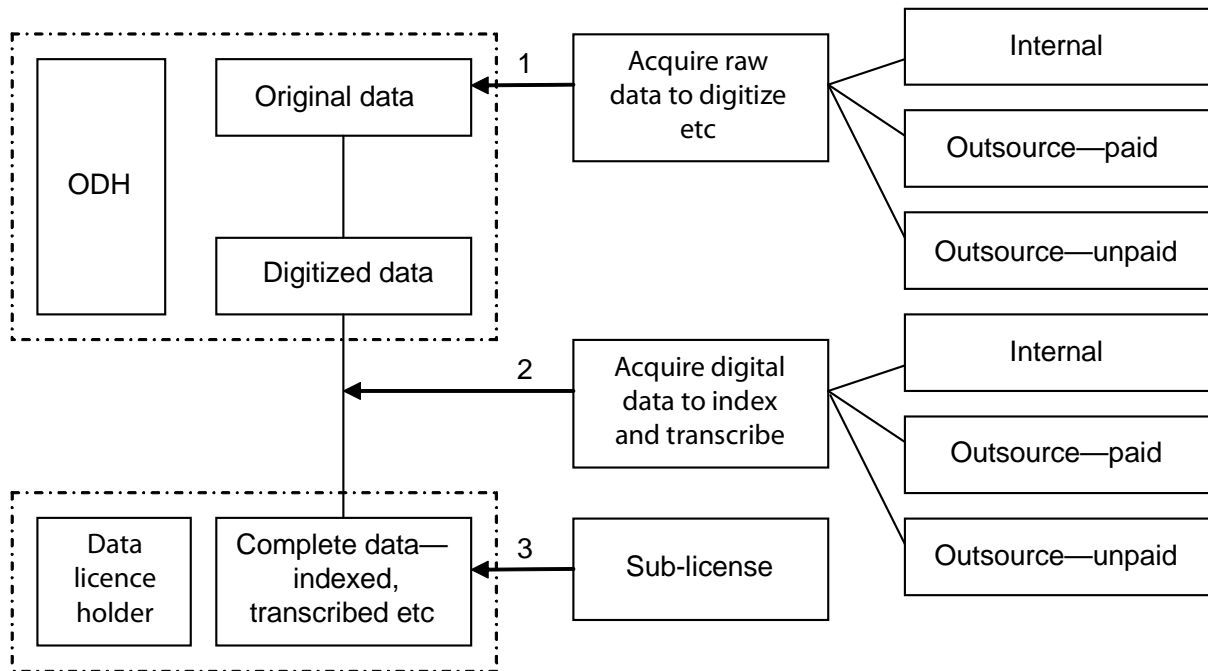 ODH
Original data
Digitized data
1
Acquire raw
data to digitize
etc
Internal
Outsource—paid
Outsource—unpaid
2
Acquire digital
data to index
and transcribe
Internal
Outsource—paid
Outsource—unpaid
Data
licence
holder
Complete data—
indexed,
transcribed etc
3
Sub-license